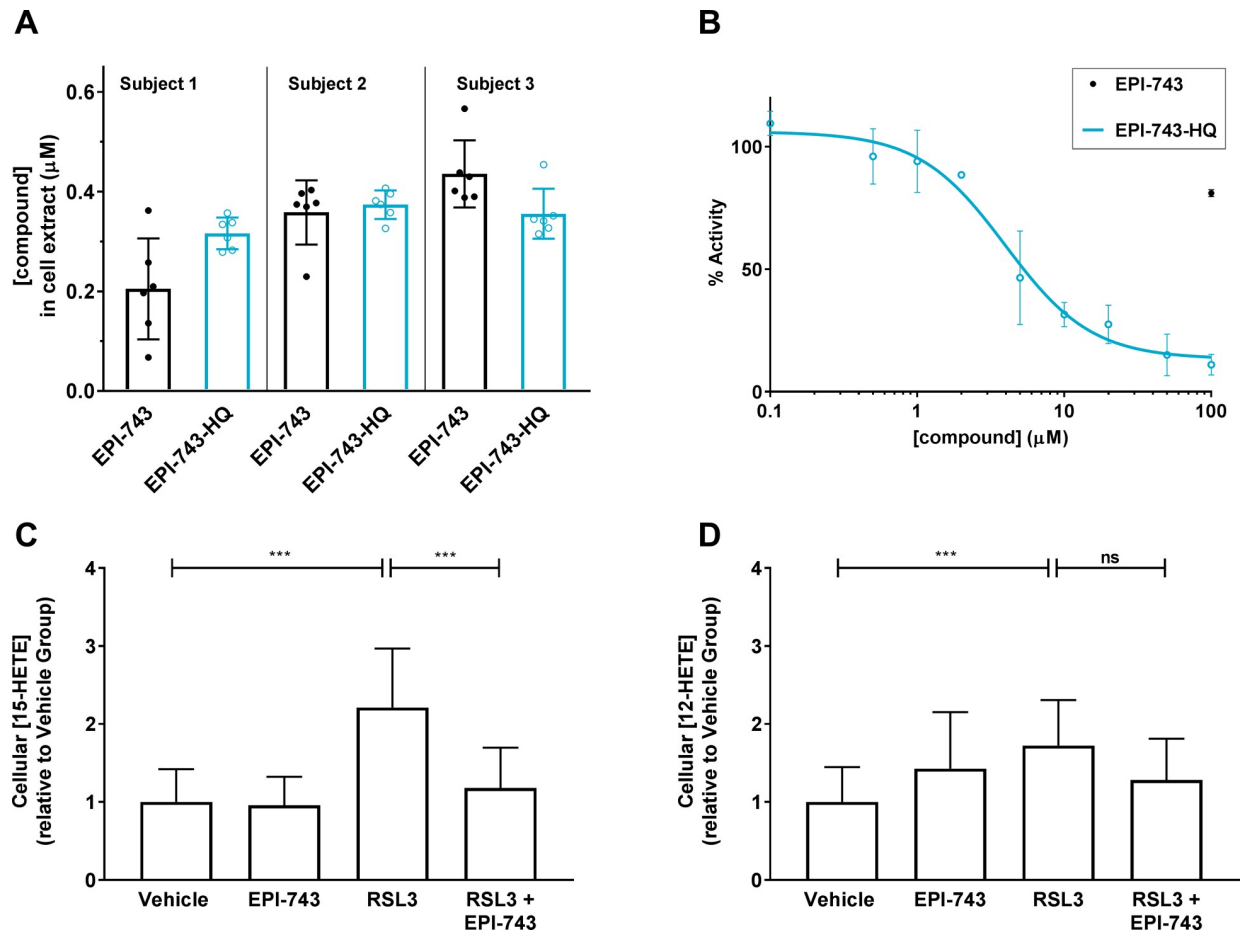 A
[compound]
in cell extract (μM)
0.6
0.4
0.2
0.0
Subject 1
Subject 2
Subject 3
EPI-743
EPI-743-HQ
EPI-743
EPI-743-HQ
EPI-743
EPI-743-HQ
B
% Activity
100
50
0
0.1
1
10
100
[compound] (μM)
EPI-743
EPI-743-HQ
C
Cellular [15-HETE]
(relative to Vehicle Group)
4
3
2
1
0
***
***
Vehicle
EPI-743
RSL3
RSL3 +
EPI-743
D
Cellular [12-HETE]
(relative to Vehicle Group)
4
3
2
1
0
***
ns
Vehicle
EPI-743
RSL3
RSL3 +
EPI-743